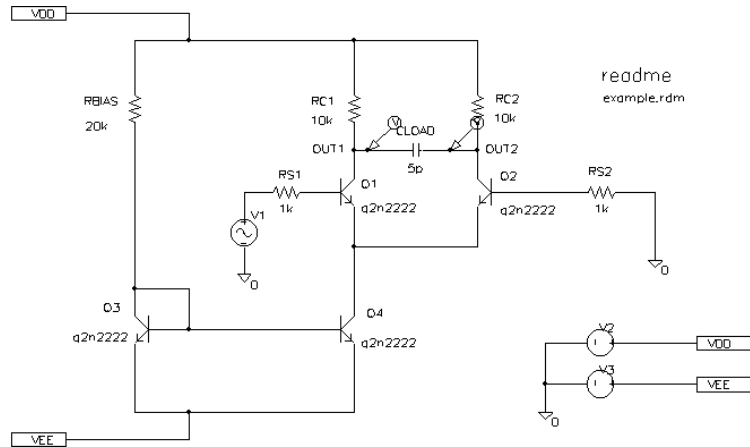 VDD
RBIAS
20k
RC1
10k
RC2
10k
readme
example.rdm
V
V
CLOAD
OUT1
OUT2
5p
RS1
1k
Q1
q2n2222
Q2
q2n2222
RS2
1k
V1
0
0
Q3
q2n2222
Q4
q2n2222
V2
VDD
V3
VEE
0
VEE